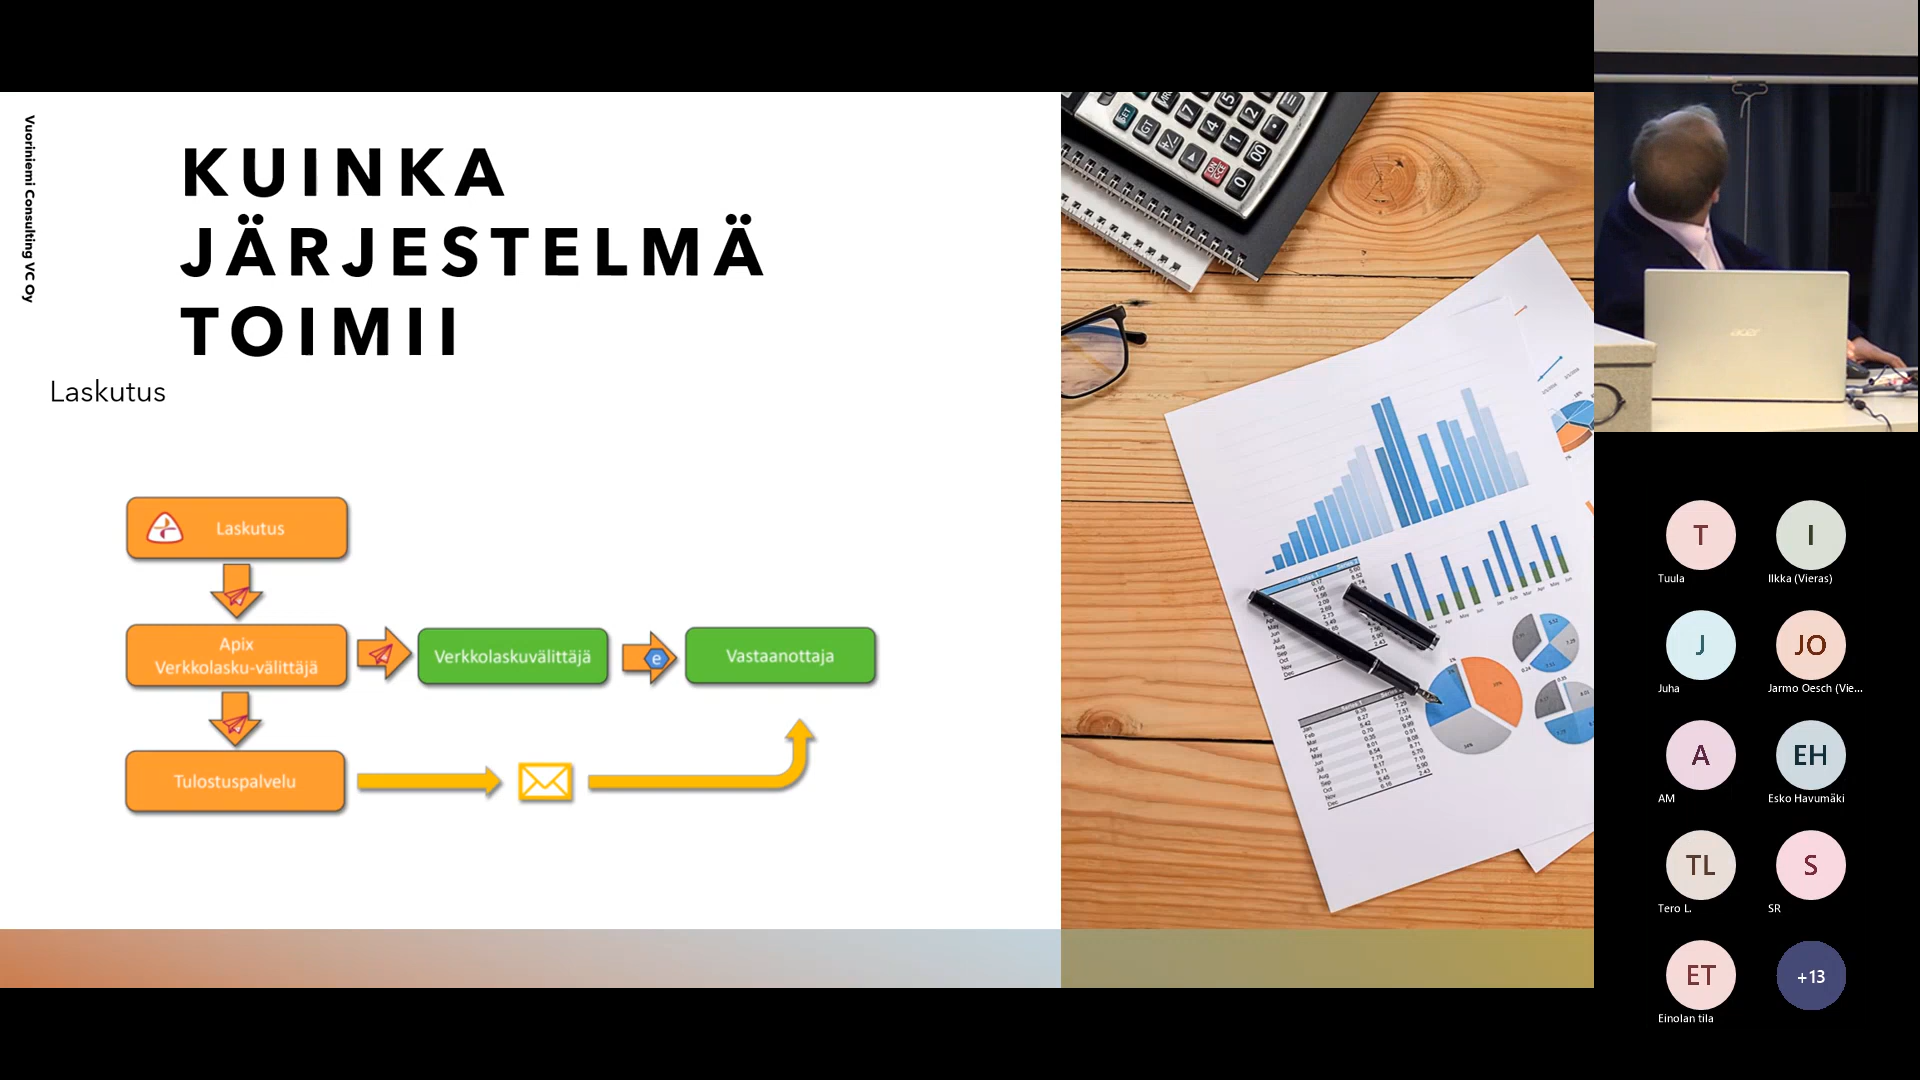 Vuoriniemi Consulting VC Oy
KUINKA
JÄRJESTELMÄ
TOIMII
Laskutus
Laskutus
Apix
Verkkolasku-välittäjä
Verkkolaskuvälittäjä
e
Vastaanottaja
Tulostuspalvelu
acer
T
Tuula
I
Ilkka (Vieras)
J
Juha
JO
Jarmo Oesch (Vie...
A
AM
EH
Esko Havumäki
TL
Tero L.
S
SR
ET
Einolan tila
+13